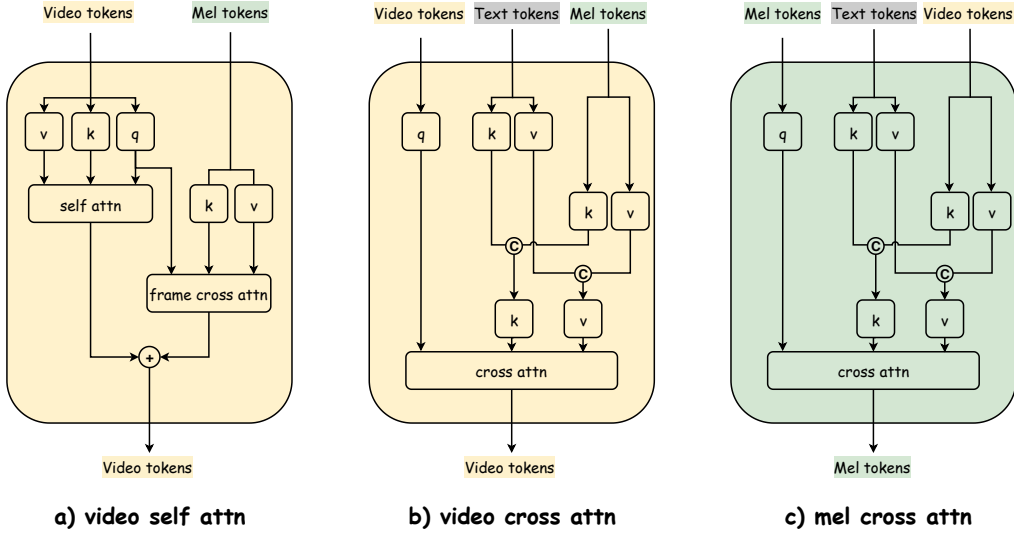 Video tokens
Mel tokens
v
k
q
self attn
k
v
frame cross attn
+
Video tokens
a) video self attn
Video tokens
Text tokens
Mel tokens
q
k
v
k
v
C
C
k
v
cross attn
Video tokens
b) video cross attn
Mel tokens
Text tokens
Video tokens
q
k
v
k
v
C
C
k
v
cross attn
Mel tokens
c) mel cross attn